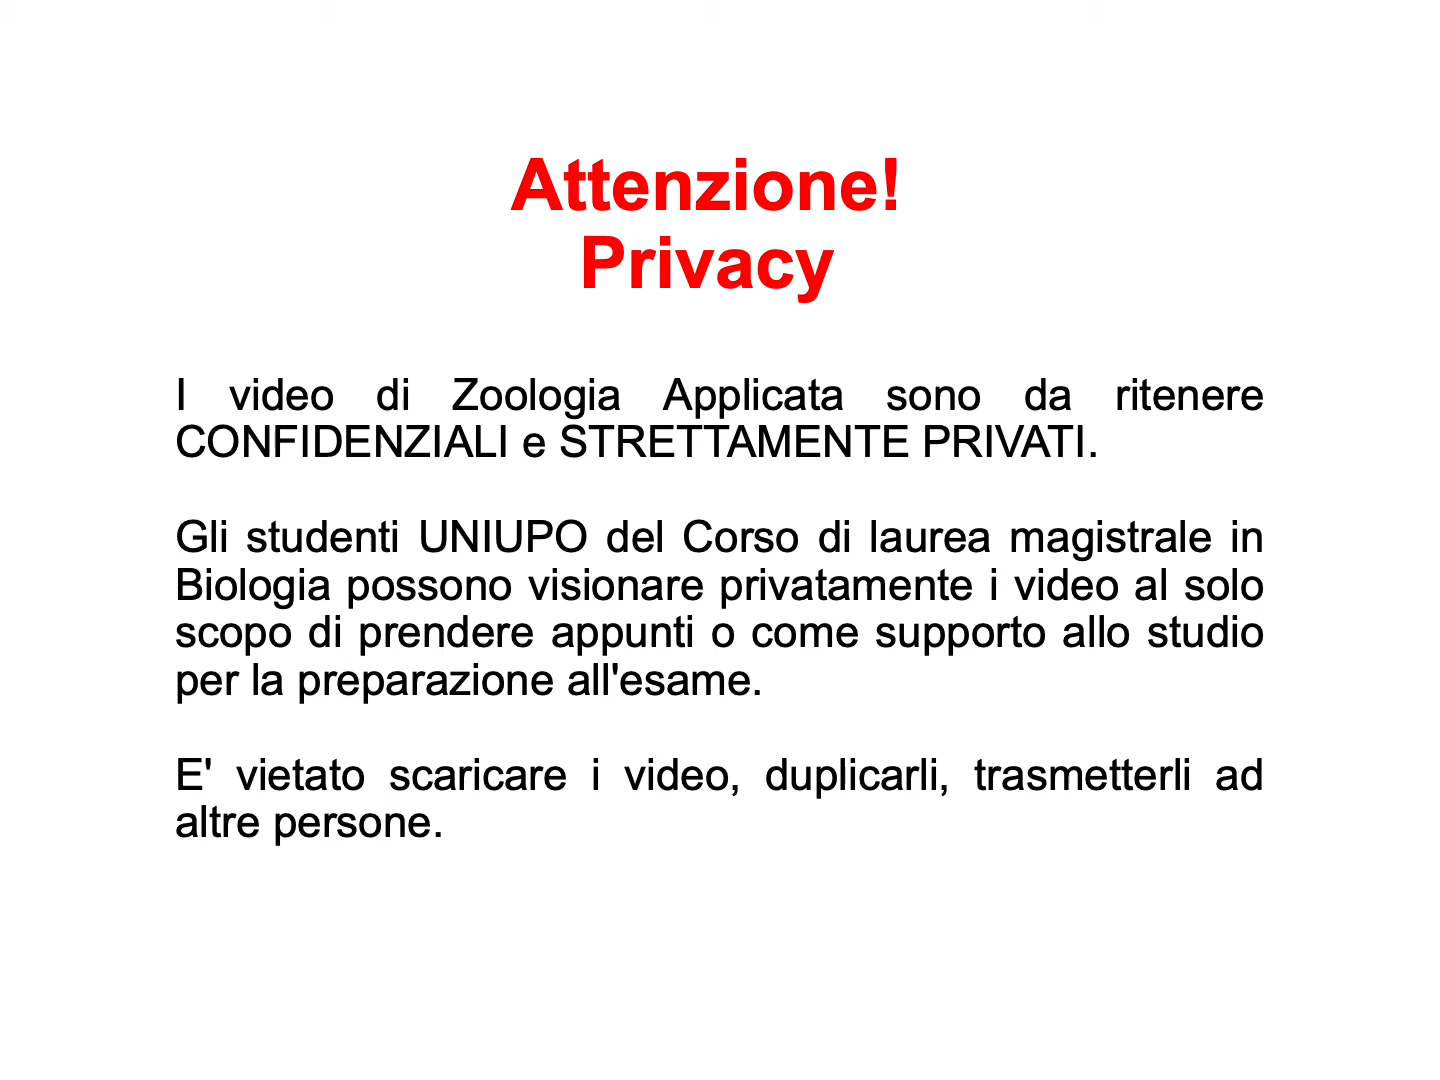 Attenzione!
Privacy
I video di Zoologia Applicata sono da ritenere
CONFIDENZIALI e STRETTAMENTE PRIVATI.
Gli studenti UNIUPO del Corso di laurea magistrale in
Biologia possono visionare privatamente i video al solo
scopo di prendere appunti o come supporto allo studio
per la preparazione all'esame.
E' vietato scaricare i video, duplicarli, trasmetterli ad
altre persone.